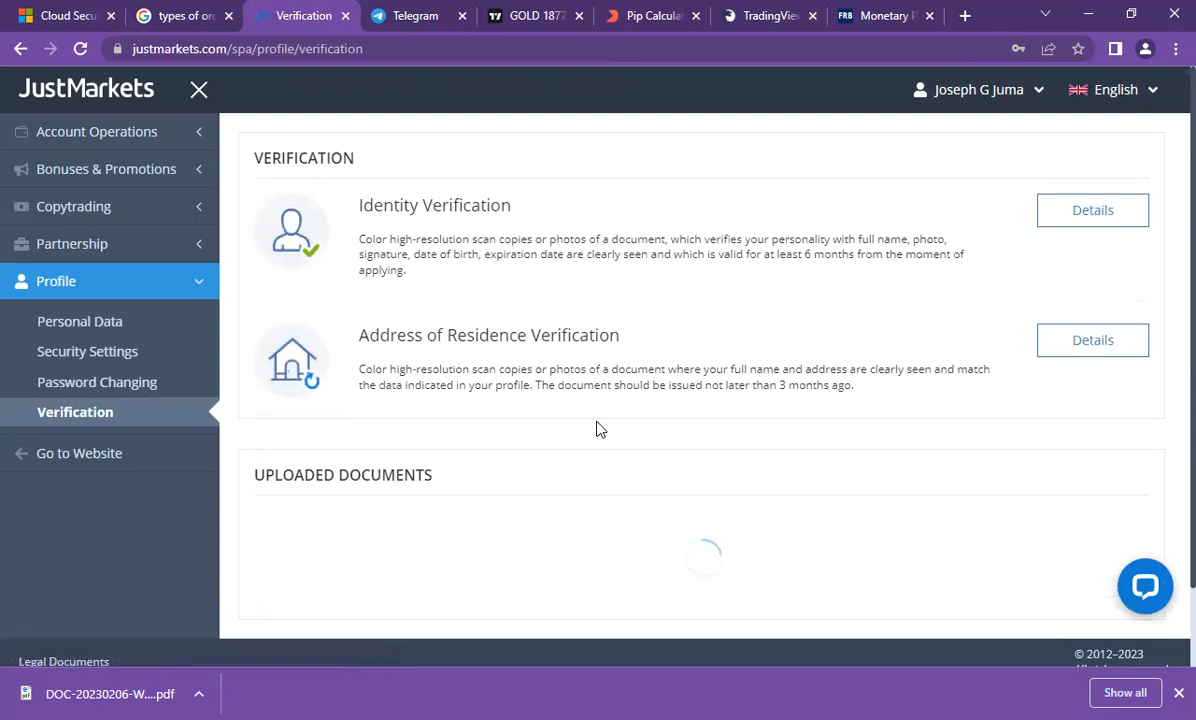 Cloud Secu
types of ord
Verification
Telegram
GOLD 1877
Pip Calcula
TradingView
Monetary P
justmarkets.com/spa/profile/verification
JustMarkets
Joseph G Juma
English
Account Operations
Bonuses & Promotions
Copytrading
Partnership
Profile
Personal Data
Security Settings
Password Changing
Verification
Go to Website
VERIFICATION
Identity Verification
Details
Color high-resolution scan copies or photos of a document, which verifies your personality with full name, photo,
signature, date of birth, expiration date are clearly seen and which is valid for at least 6 months from the moment of
applying.
Address of Residence Verification
Details
Color high-resolution scan copies or photos of a document where your full name and address are clearly seen and match
the data indicated in your profile. The document should be issued not later than 3 months ago.
UPLOADED DOCUMENTS
Legal Documents
© 2012–2023
DOC-20230206-W....pdf
Show all